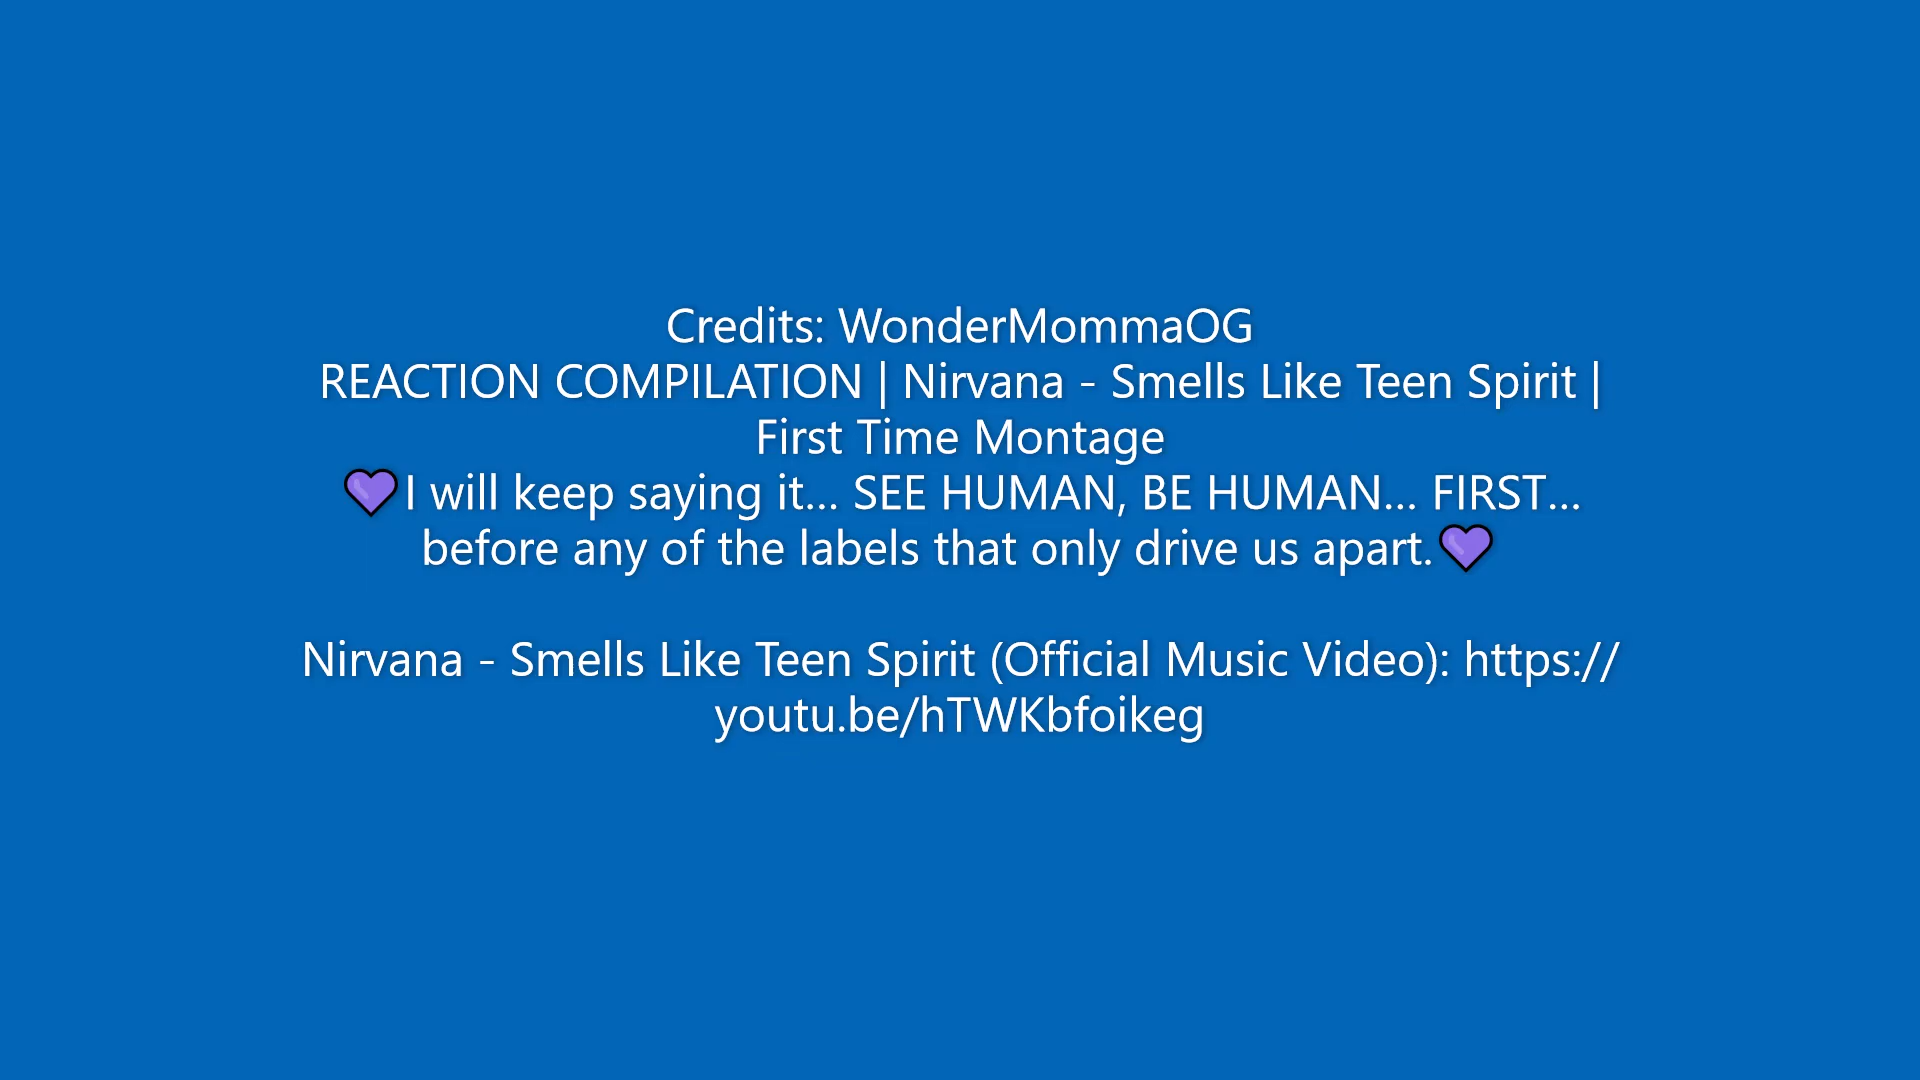 Credits: WonderMommaOG
REACTION COMPILATION | Nirvana - Smells Like Teen Spirit |
First Time Montage
💜I will keep saying it... SEE HUMAN, BE HUMAN... FIRST...
before any of the labels that only drive us apart.💜
Nirvana - Smells Like Teen Spirit (Official Music Video): https://
youtu.be/hTWKbfoikeg